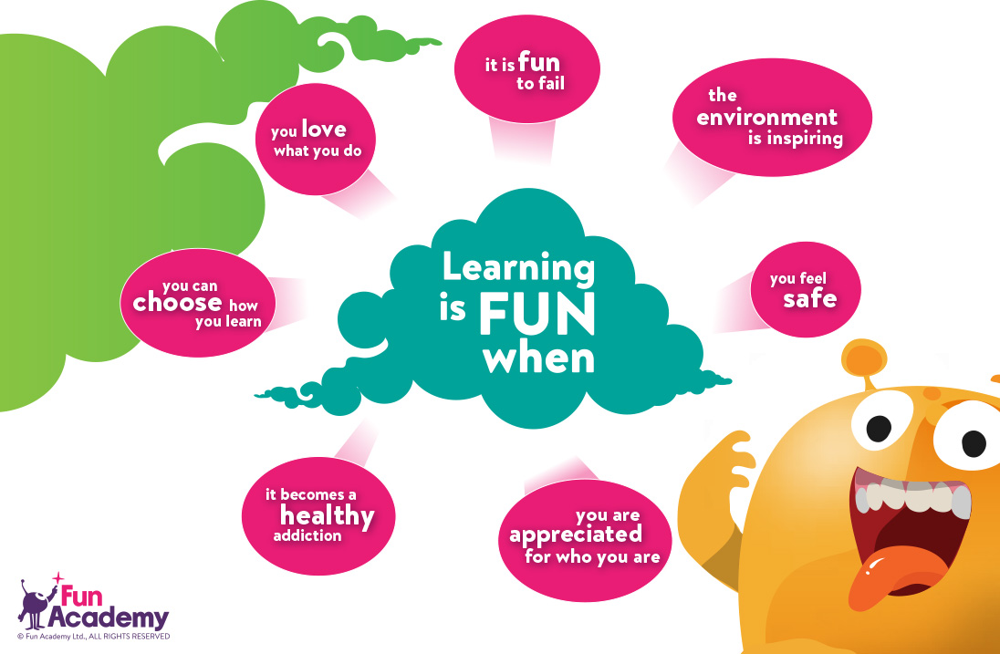 Learning
is FUN
when
it is fun
to fail
the
environment
is inspiring
you feel
safe
you are
appreciated
for who you are
it becomes a
healthy
addiction
you can
choose how
you learn
you love
what you do
Fun
Academy
© Fun Academy Ltd., ALL RIGHTS RESERVED